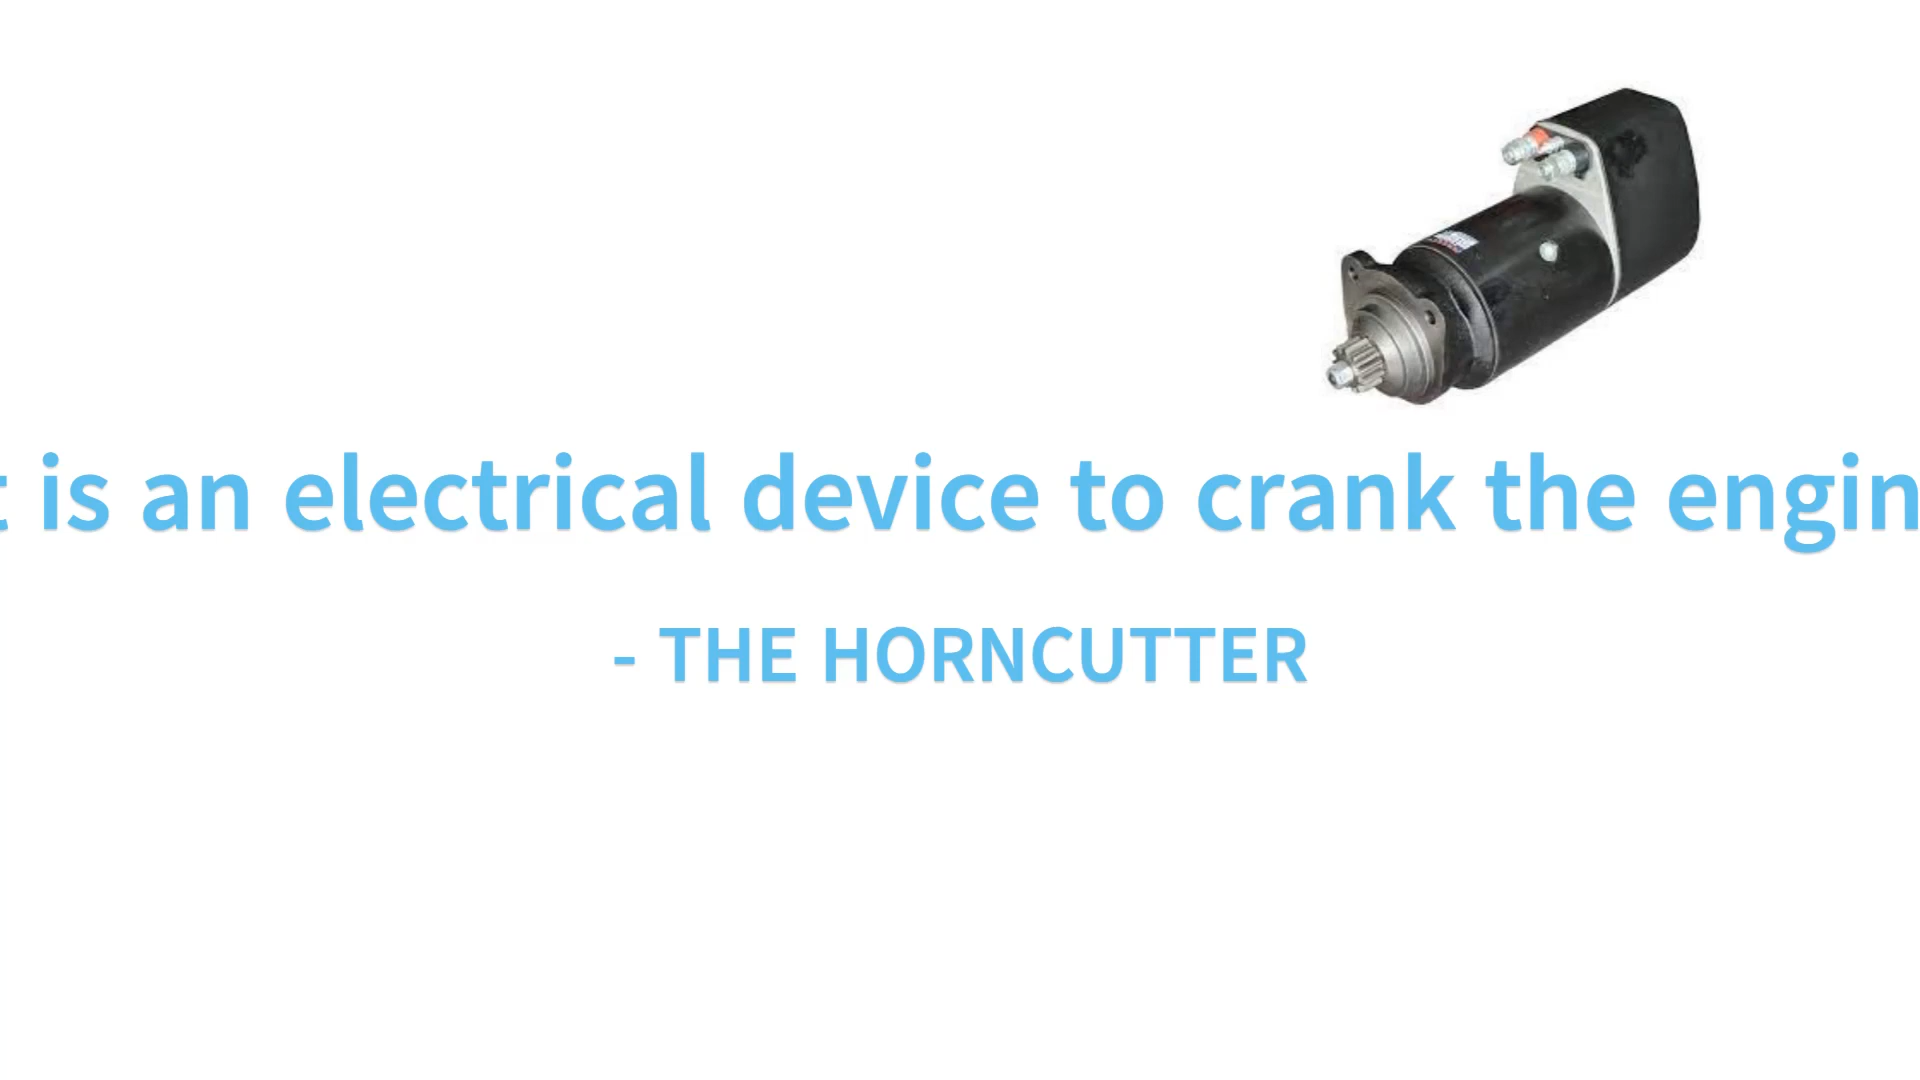 t is an electrical device to crank the engin
- THE HORNCUTTER